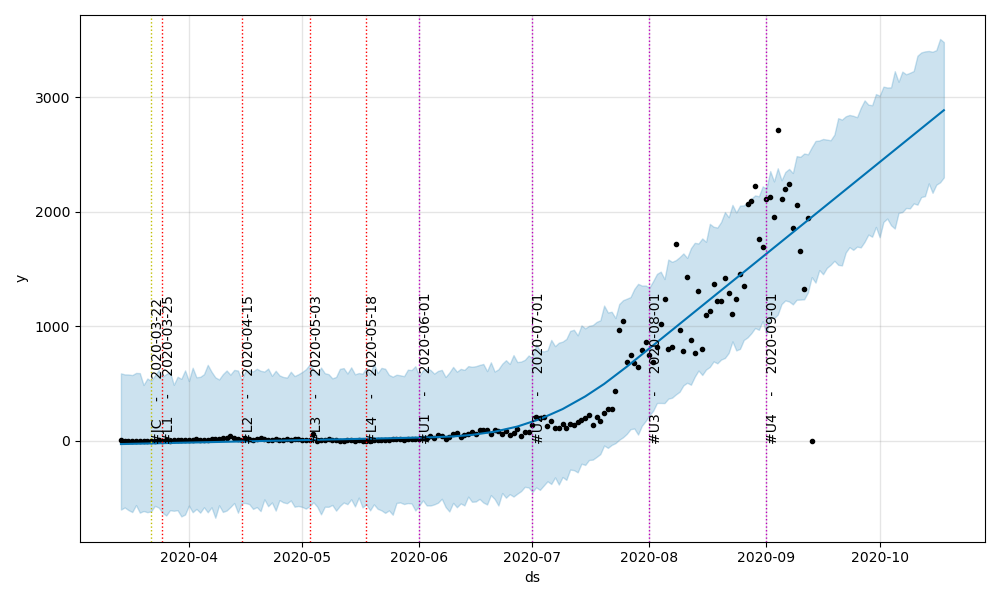 3000
2000
1000
0
y
#JC - 2020-03-22
#L1 - 2020-03-25
#L2 - 2020-04-15
#L3 - 2020-05-03
#L4 - 2020-05-18
#U1 - 2020-06-01
#U2 - 2020-07-01
#U3 - 2020-08-01
#U4 - 2020-09-01
2020-04
2020-05
2020-06
2020-07
2020-08
2020-09
2020-10
ds